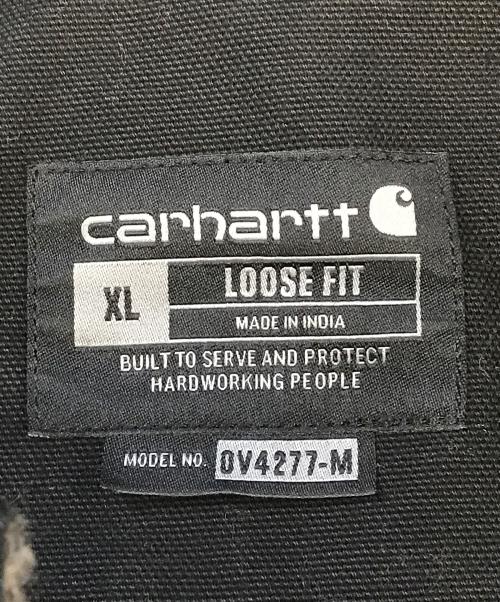 carhartt
XL
LOOSE FIT
MADE IN INDIA
BUILT TO SERVE AND PROTECT
HARDWORKING PEOPLE
MODEL NO. OV4277-M